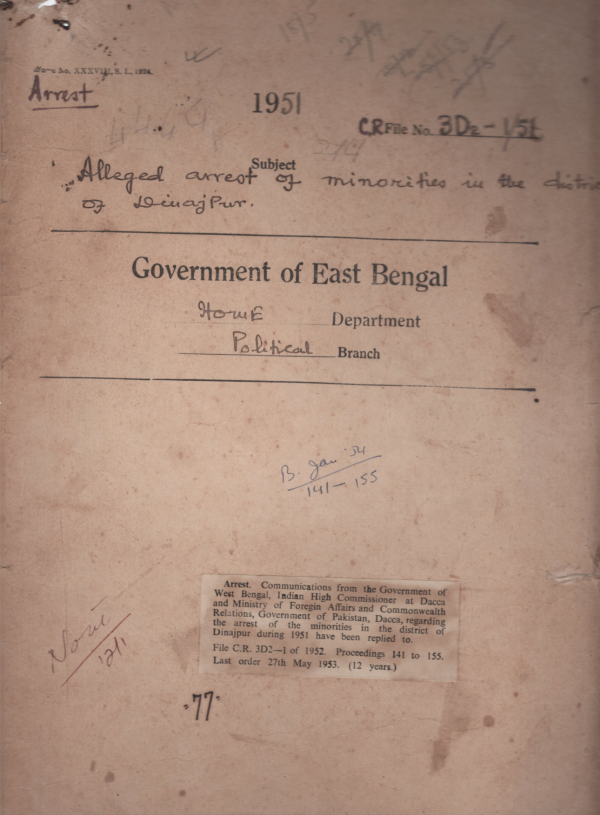 Arrest
1951
C.R File No. 3D2-1/51
Subject
Alleged arrest of minorities in the distric
of Dinajpur.
Government of East Bengal
Home Department
Political Branch
B. Jan '54
141-155
Arrest. Communications from the Government of
West Bengal, Indian High Commissioner at Dacca
and Ministry of Foregin Affairs and Commonwealth
Relations, Government of Pakistan, Dacca, regarding
the arrest of the minorities in the district of
Dinajpur during 1951 have been replied to.
File C.R. 3D2—1 of 1952. Proceedings 141 to 155.
Last order 27th May 1953. (12 years.)
"77"